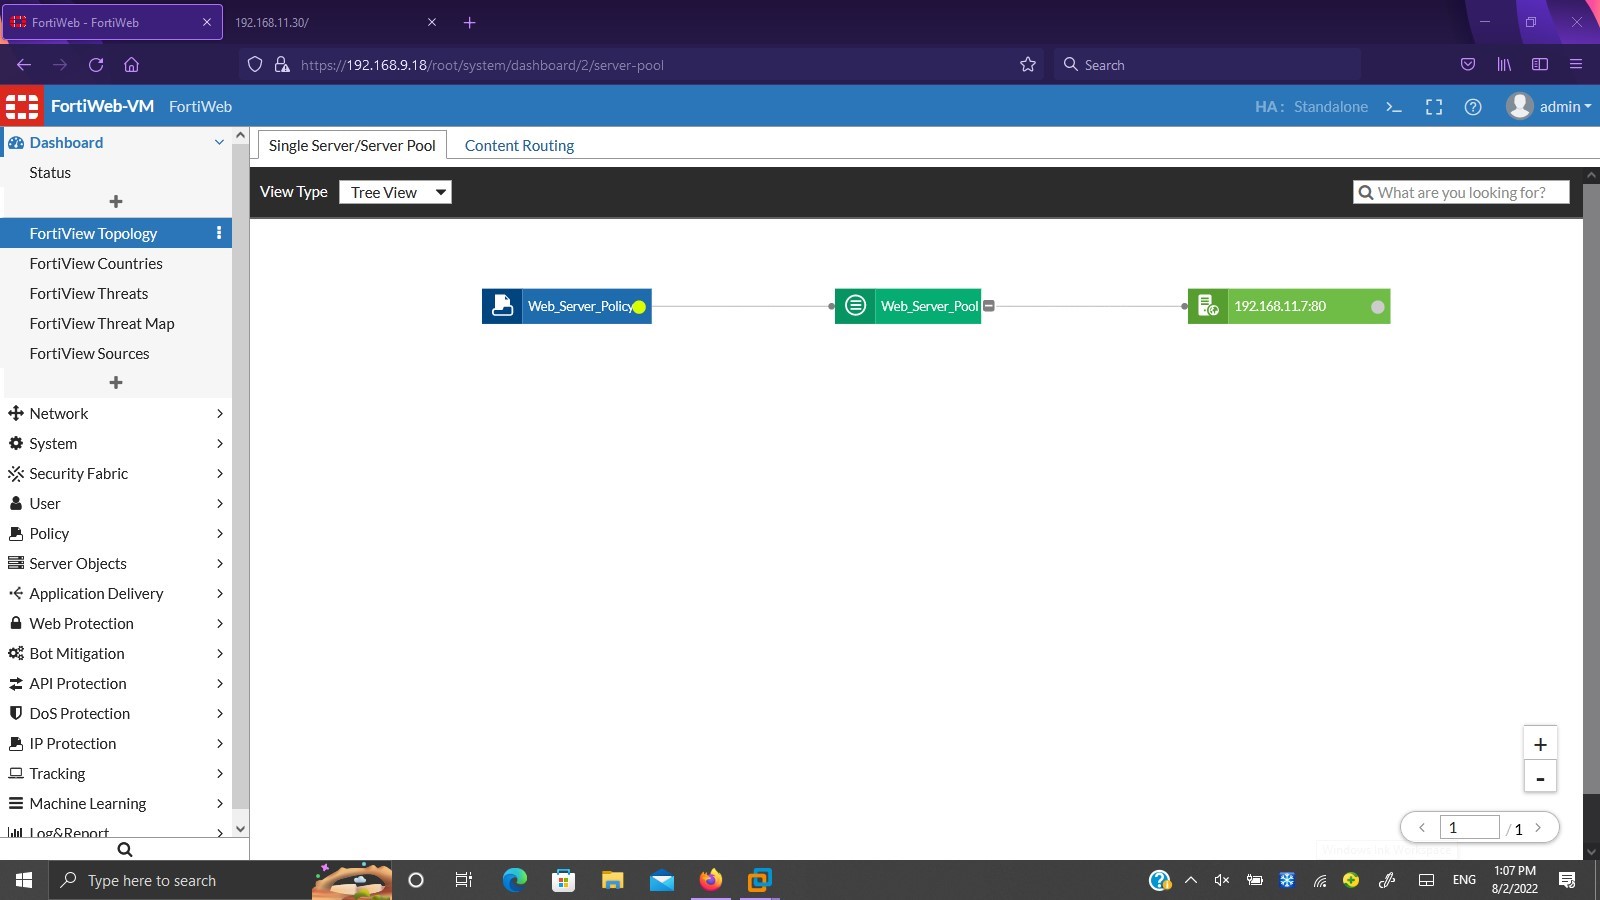 FortiWeb - FortiWeb
192.168.11.30/
https://192.168.9.18/root/system/dashboard/2/server-pool
Search
FortiWeb-VM FortiWeb
HA : Standalone
admin
Dashboard
Status
FortiView Topology
FortiView Countries
FortiView Threats
FortiView Threat Map
FortiView Sources
Network
System
Security Fabric
User
Policy
Server Objects
Application Delivery
Web Protection
Bot Mitigation
API Protection
DoS Protection
IP Protection
Tracking
Machine Learning
Log&Report
Single Server/Server Pool
Content Routing
View Type
Tree View
What are you looking for?
Web_Server_Policy
Web_Server_Pool
192.168.11.7:80
+
-
1 / 1
Windows Ink Workspace
Type here to search
ENG
1:07 PM
8/2/2022